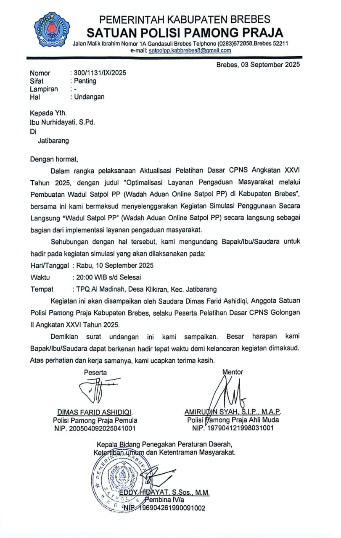 PEMERINTAH KABUPATEN BREBES
SATUAN POLISI PAMONG PRAJA
Jalan Malik Ibrahim Nomor 1A Gandasuli Brebes Telphone (0283)672058,Brebes 52211
e-mail: satpolpp.kabbrebes8@gmail.com
Brebes, 03 September 2025
Nomor : 300/1131/IX/2025
Sifat : Penting
Lampiran : -
Hal : Undangan
Kepada Yth.
Ibu Nurhidayati, S.Pd.
Di
Jatibarang
Dengan hormat,
Dalam rangka pelaksanaan Aktualisasi Pelatihan Dasar CPNS Angkatan XXVI
Tahun 2025, dengan judul "Optimalisasi Layanan Pengaduan Masyarakat melalui
Pembuatan Wadul Satpol PP (Wadah Aduan Online Satpol PP) di Kabupaten Brebes",
bersama ini kami bermaksud menyelenggarakan Kegiatan Simulasi Penggunaan Secara
Langsung "Wadul Satpol PP" (Wadah Aduan Online Satpol PP) secara langsung sebagai
bagian dari implementasi layanan pengaduan masyarakat.
Sehubungan dengan hal tersebut, kami mengundang Bapak/Ibu/Saudara untuk
hadir pada kegiatan simulasi yang akan dilaksanakan pada:
Hari/Tanggal : Rabu, 10 September 2025
Waktu : 20:00 WIB s/d Selesai
Tempat : TPQ Al Madinah, Desa Klikiran, Kec. Jatibarang
Kegiatan ini akan disampaikan oleh Saudara Dimas Farid Ashidiqi, Anggota Satuan
Polisi Pamong Praja Kabupaten Brebes, selaku Peserta Pelatihan Dasar CPNS Golongan
II Angkatan XXVI Tahun 2025.
Demikian surat undangan ini kami sampaikan. Besar harapan kami
Bapak/Ibu/Saudara dapat berkenan hadir tepat waktu demi kelancaran kegiatan dimaksud.
Atas perhatian dan kerja samanya, kami ucapkan terima kasih.
Peserta Mentor
DIMAS FARID ASHIDIQI. AMIRUDIN SYAH, S.I.P., M.A.P.
Polisi Pamong Praja Pemula Polisi Pamong Praja Ahli Muda
NIP. 200504092025041001 NIP. 197904121998031001
Kepala Bidang Penegakan Peraturan Daerah,
Ketertiban umum dan Ketentraman Masyarakat.
EDDY HIDAYAT, S.Sos., M.M.
Pembina IV/a
NIP. 196904261990091002